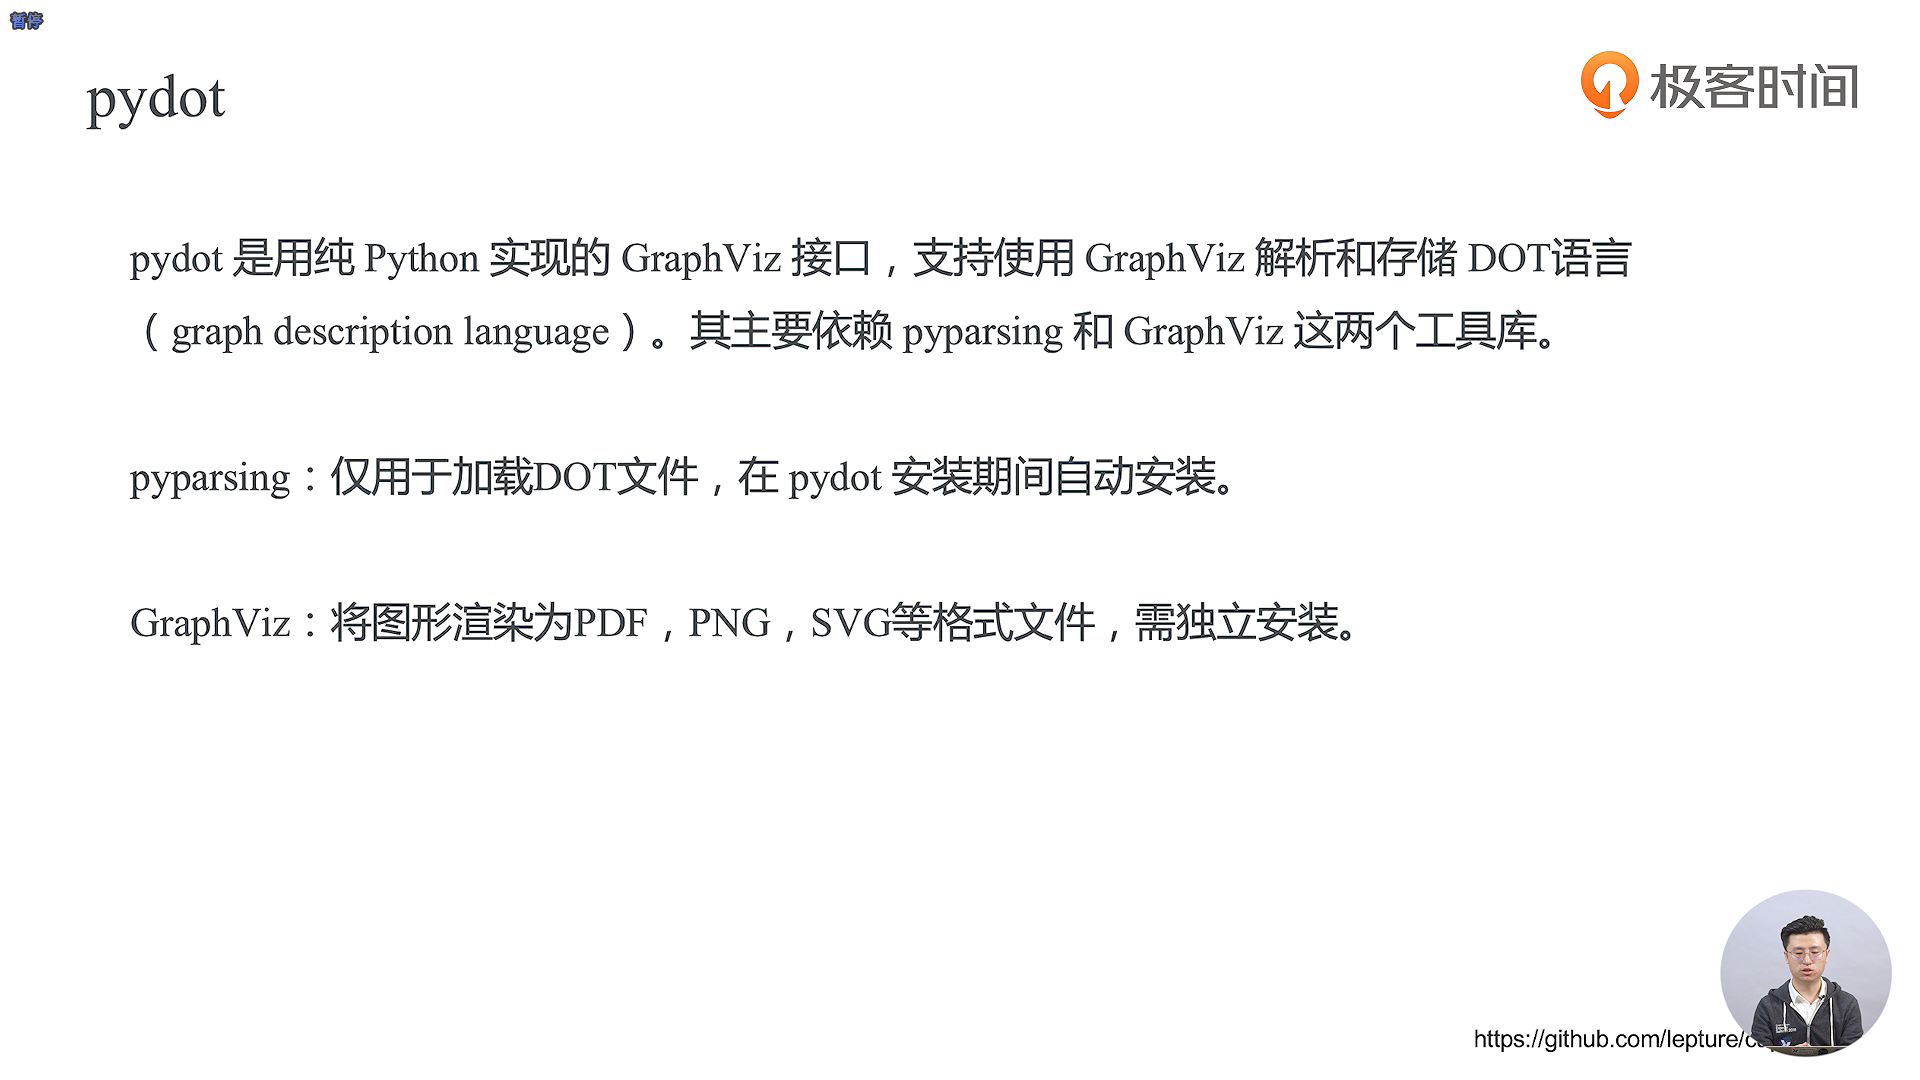 暂停
pydot
极客时间
pydot 是用纯 Python 实现的 GraphViz 接口，支持使用 GraphViz 解析和存储 DOT语言
（graph description language）。其主要依赖 pyparsing 和 GraphViz 这两个工具库。
pyparsing：仅用于加载DOT文件，在 pydot 安装期间自动安装。
GraphViz：将图形渲染为PDF，PNG，SVG等格式文件，需独立安装。
https://github.com/lepture/